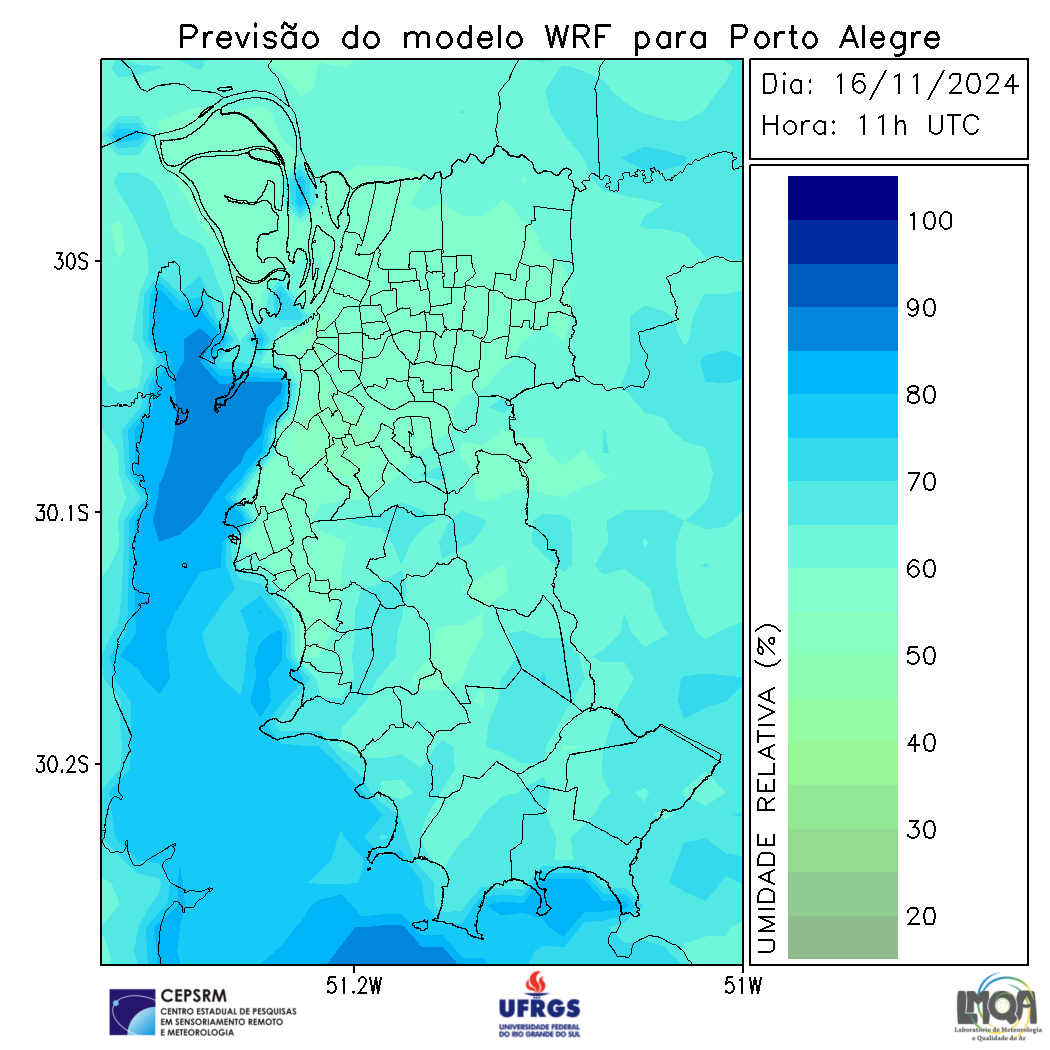 Previsão do modelo WRF para Porto Alegre
Dia: 16/11/2024
Hora: 11h UTC
30S
30.1S
30.2S
51.2W
51W
UMIDADE RELATIVA (%)
100
90
80
70
60
50
40
30
20
CEPSRM
CENTRO ESTADUAL DE PESQUISAS
EM SENSORIAMENTO REMOTO
E METEOROLOGIA
UFRGS
UNIVERSIDADE FEDERAL
DO RIO GRANDE DO SUL
LMQA
Laboratório de Meteorologia
e Qualidade do Ar